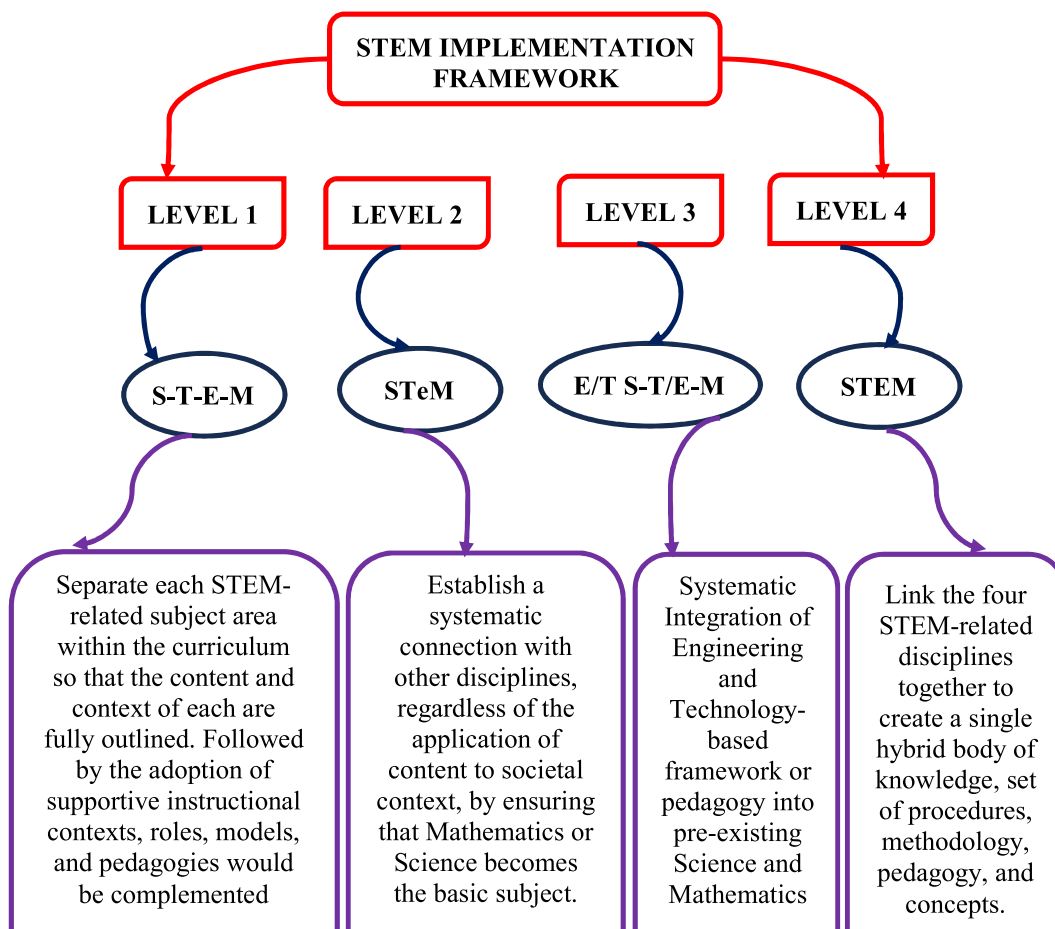 STEM IMPLEMENTATION
FRAMEWORK
LEVEL 1
LEVEL 2
LEVEL 3
LEVEL 4
S-T-E-M
STeM
E/T S-T/E-M
STEM
Separate each STEM-
related subject area
within the curriculum
so that the content and
context of each are
fully outlined. Followed
by the adoption of
supportive instructional
contexts, roles, models,
and pedagogies would
be complemented
Establish a
systematic
connection with
other disciplines,
regardless of the
application of
content to societal
context, by ensuring
that Mathematics or
Science becomes
the basic subject.
Systematic
Integration of
Engineering
and
Technology-
based
framework or
pedagogy into
pre-existing
Science and
Mathematics
Link the four
STEM-related
disciplines
together to
create a single
hybrid body of
knowledge, set
of procedures,
methodology,
pedagogy, and
concepts.